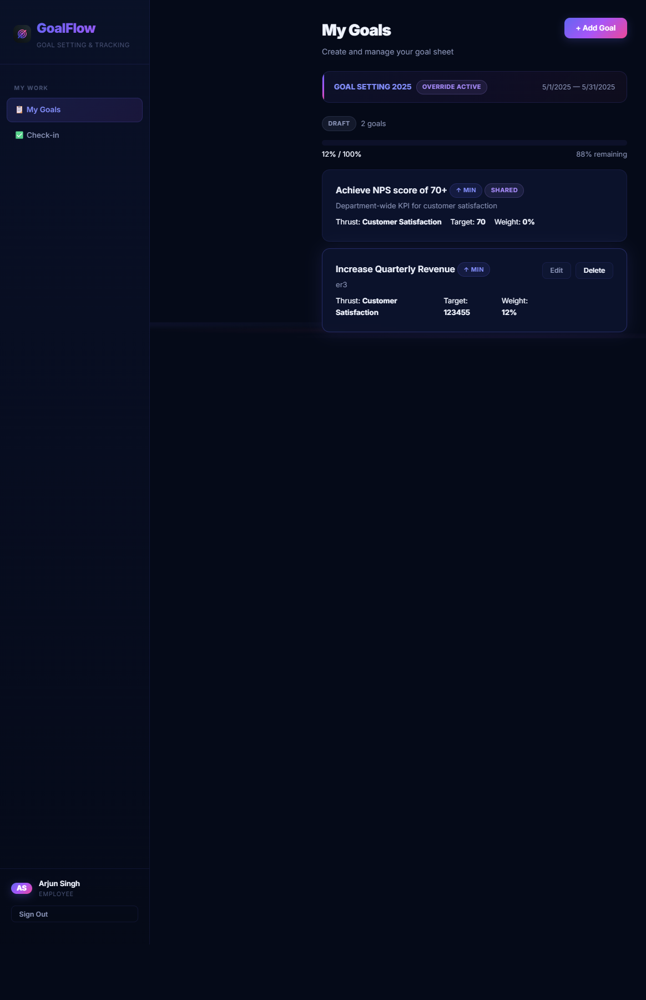 GoalFlow
GOAL SETTING & TRACKING
MY WORK
My Goals
Check-in
Arjun Singh
AS
EMPLOYEE
Sign Out
My Goals
+ Add Goal
Create and manage your goal sheet
GOAL SETTING 2025 OVERRIDE ACTIVE 5/1/2025 — 5/31/2025
DRAFT 2 goals
12% / 100% 88% remaining
Achieve NPS score of 70+ ↑ MIN SHARED
Department-wide KPI for customer satisfaction
Thrust: Customer Satisfaction Target: 70 Weight: 0%
Increase Quarterly Revenue ↑ MIN Edit Delete
er3
Thrust: Customer Satisfaction
Target: 123455
Weight: 12%